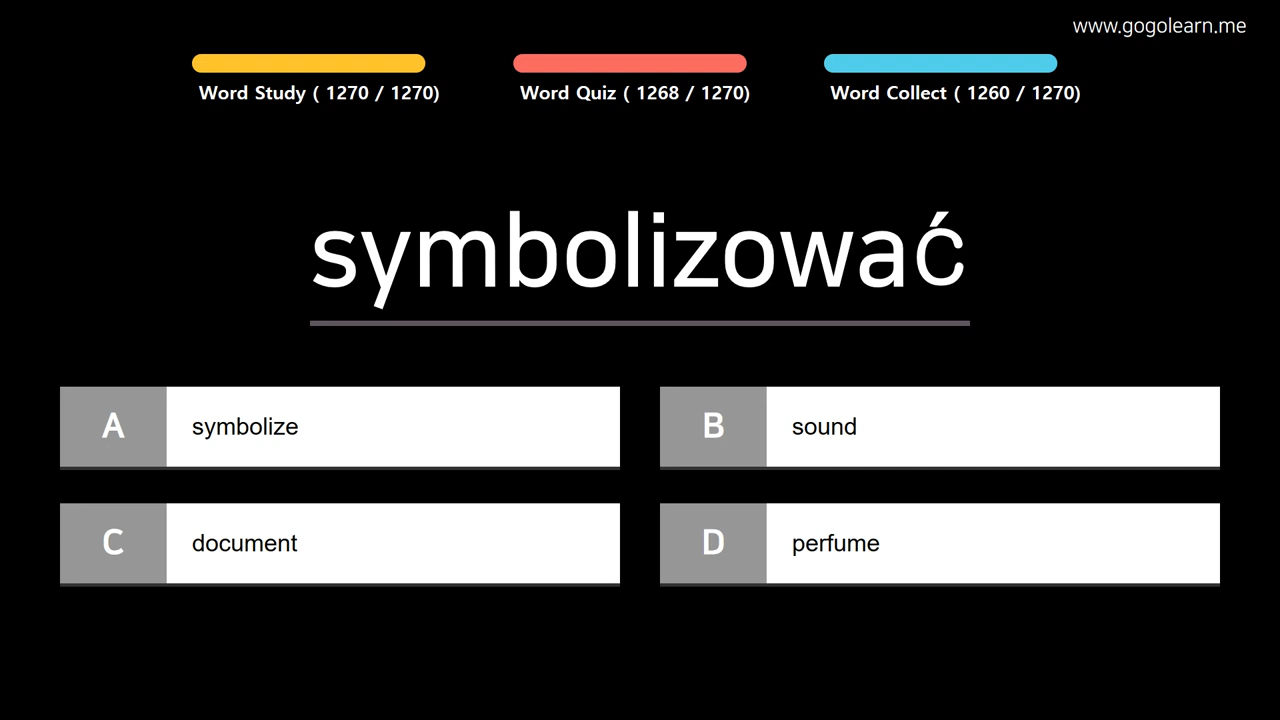 www.gogolearn.me
Word Study ( 1270 / 1270)
Word Quiz ( 1268 / 1270)
Word Collect ( 1260 / 1270)
symbolizować
A symbolize
B sound
C document
D perfume